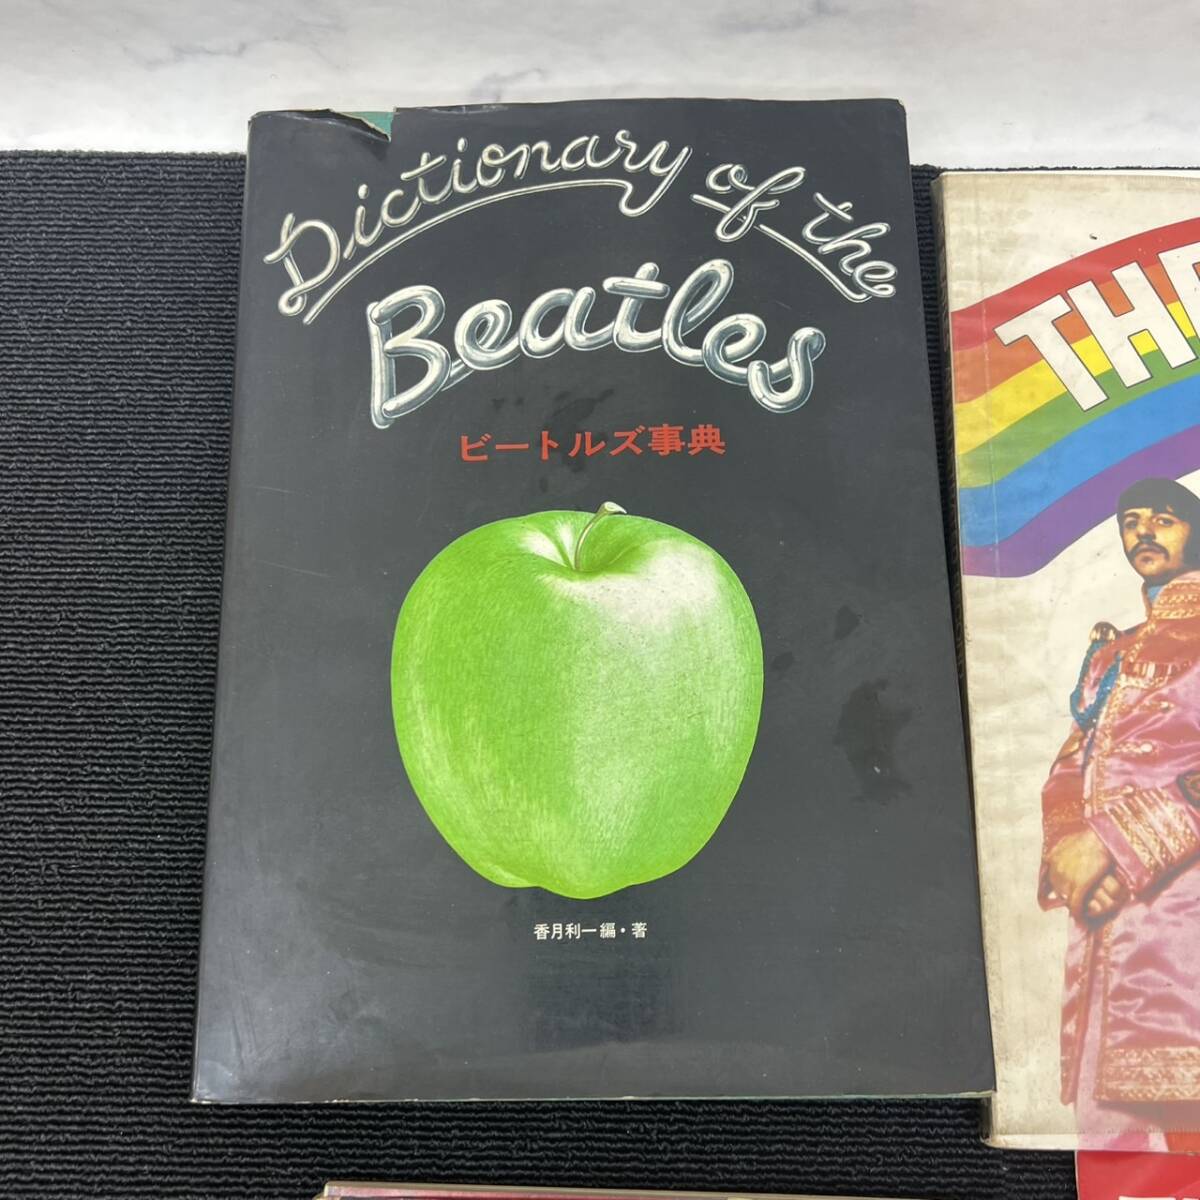 Dictionary of the
Beatles
ビートルズ事典
香月利一編・著